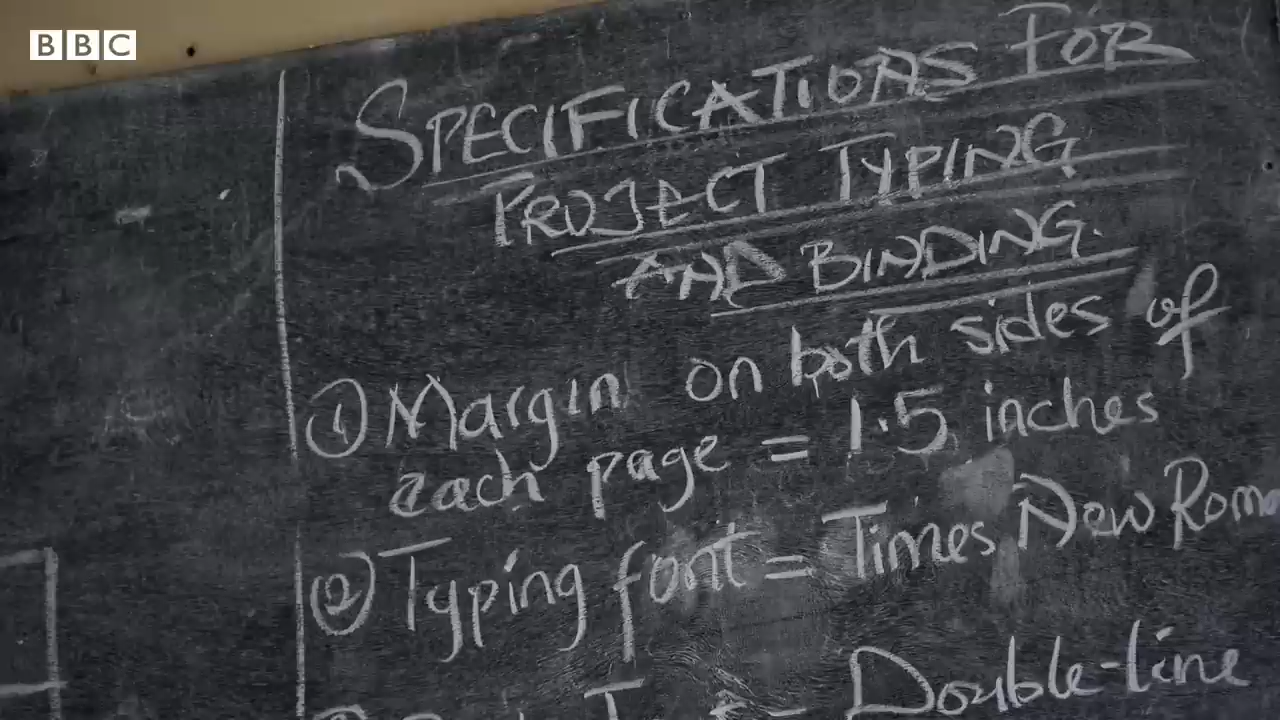 BBC
SPECIFICATIONS FOR
PROJECT TYPING
AND BINDING.
① Margin on both sides of
each page = 1.5 inches
② Typing font = Times New Roma
Double-line